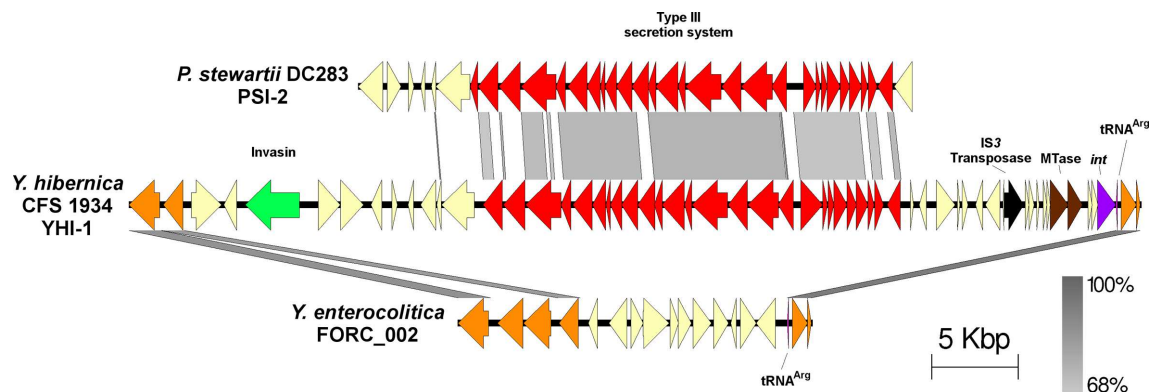 Type III
secretion system
P. stewartii DC283
PSI-2
Invasin
IS3
Transposase
MTase
int
tRNAArg
Y. hibernica
CFS 1934
YHI-1
Y. enterocolitica
FORC_002
tRNAArg
5 Kbp
100%
68%